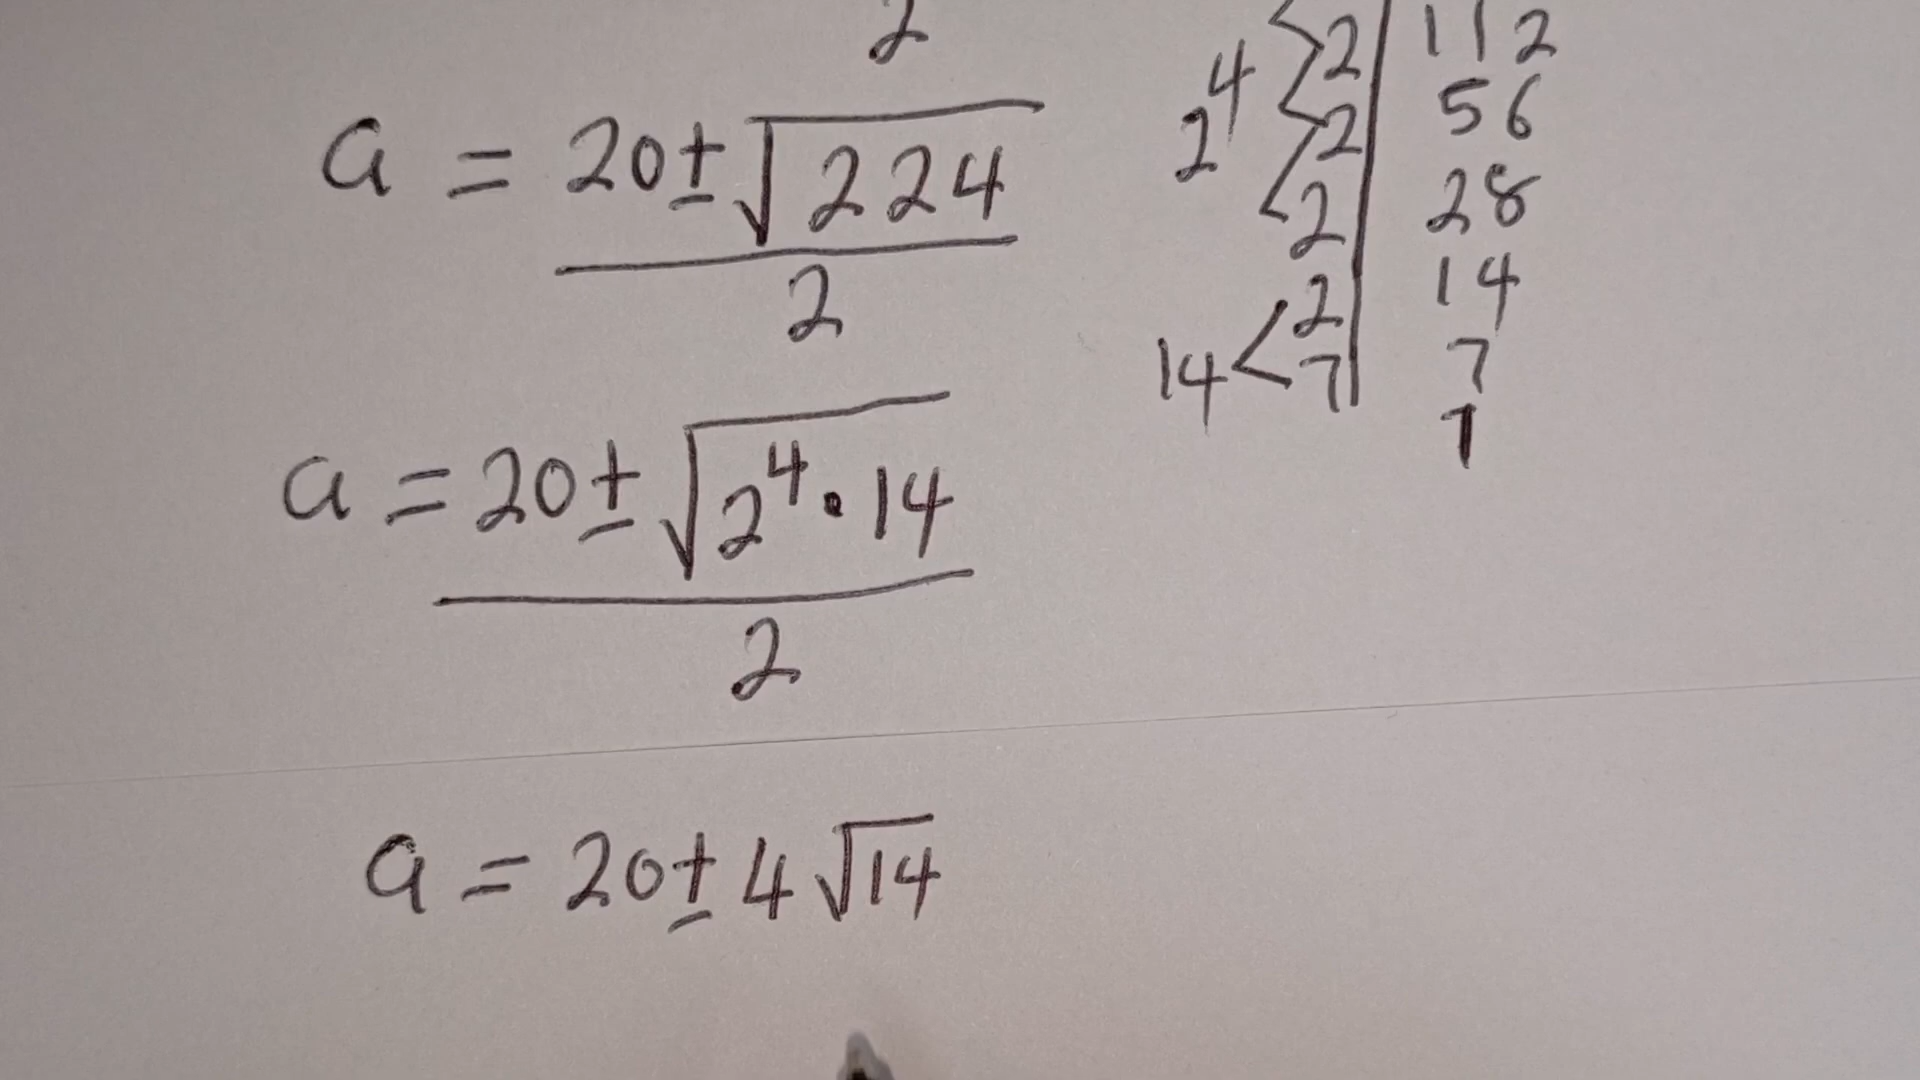 2
a = 20 ± √224
2
a = 20 ± √2⁴・14
2
a = 20 ± 4√14
2 | 112
2 | 56
2 | 28
2 | 14
7 | 7
1
2⁴
14